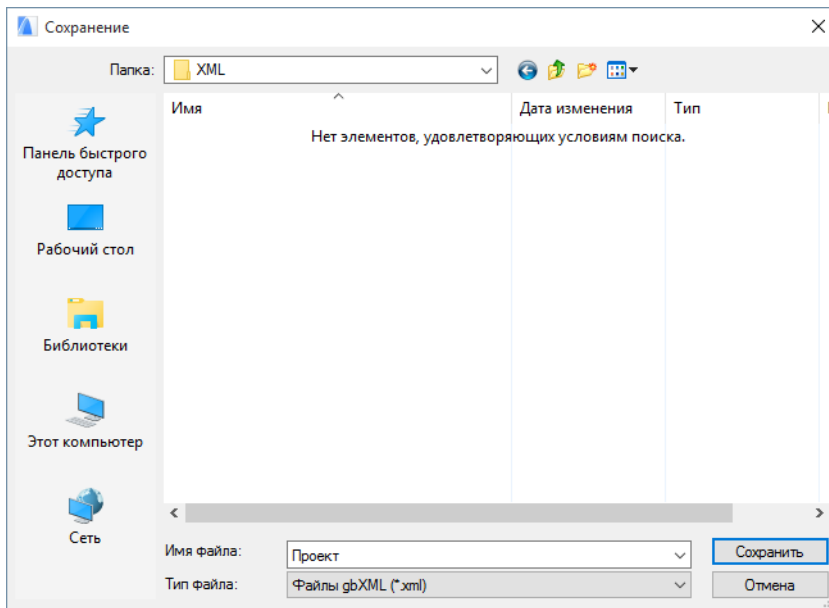 Сохранение
Папка: XML
Имя Дата изменения Тип
Нет элементов, удовлетворяющих условиям поиска.
Панель быстрого
доступа
Рабочий стол
Библиотеки
Этот компьютер
Сеть
Имя файла: Проект Сохранить
Тип файла: Файлы gbXML (*.xml) Отмена